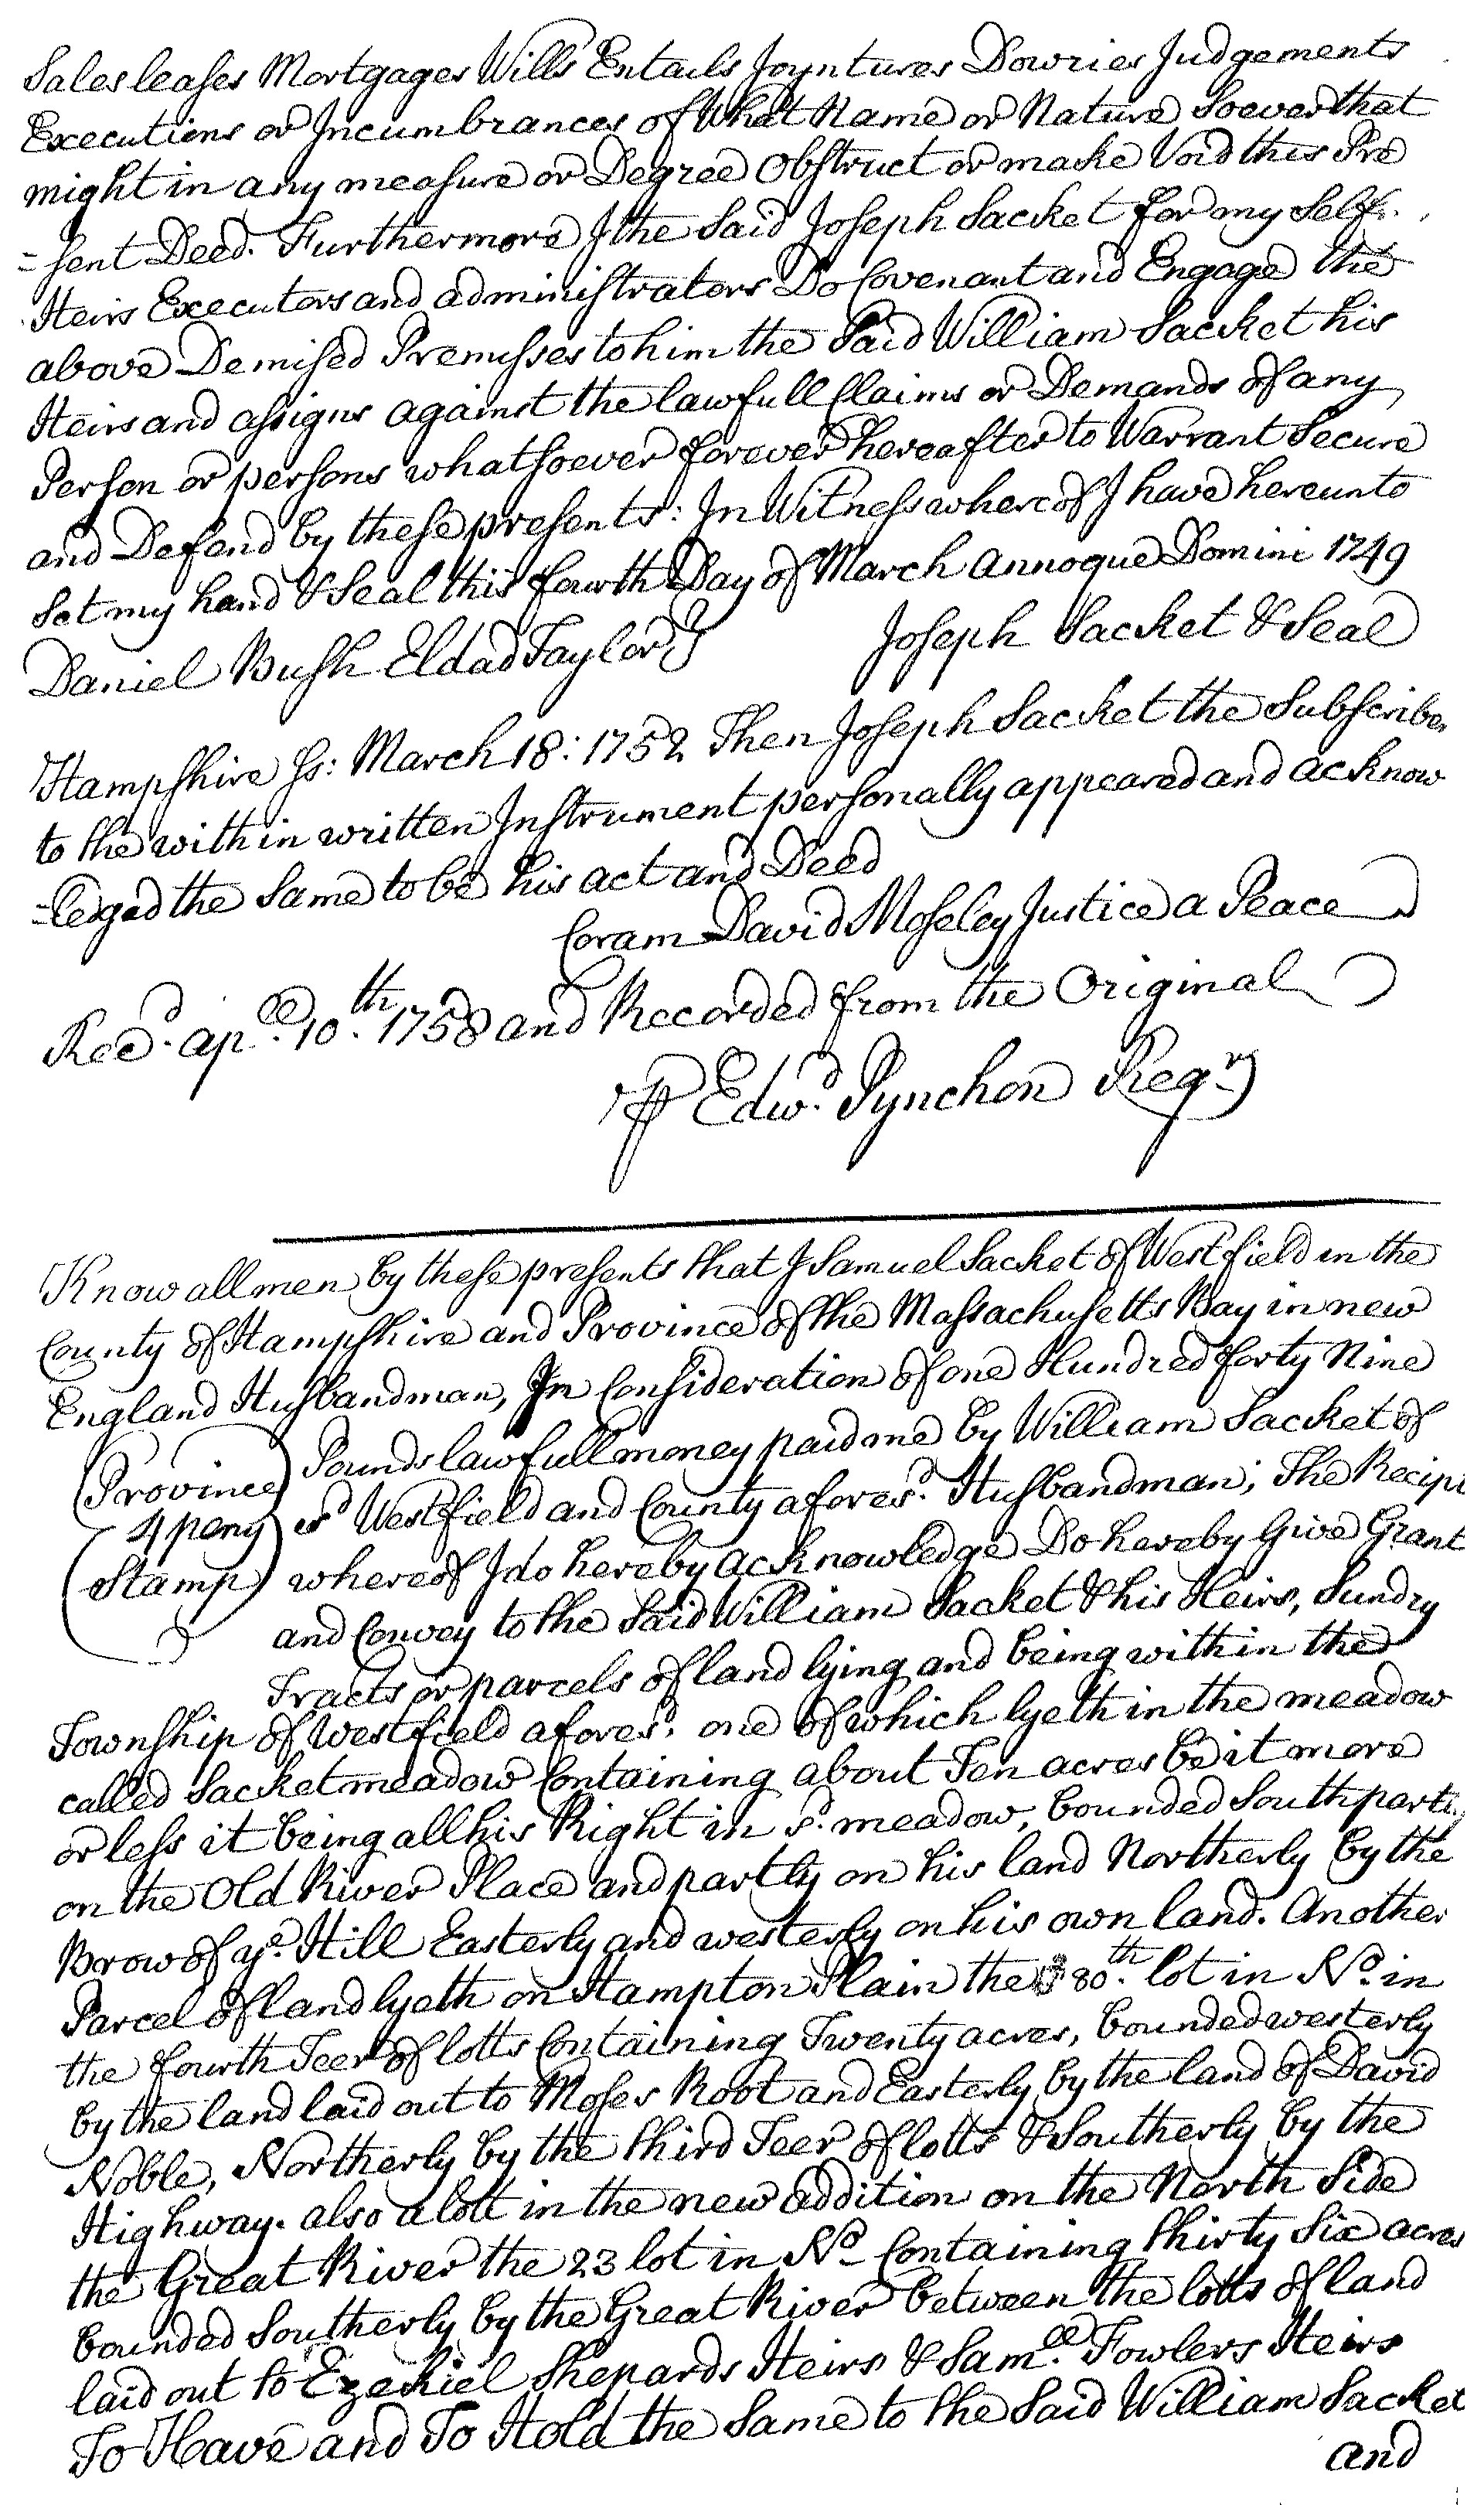 Sales leases Mortgages Wills Entails Joyntures Dowries Judgements
Executions or Incumbrances of What Name or Nature Soever that
might in any measure or Degree Obstruct or make Void this Pre
=sent Deed. Furthermore I the Said Joseph Sacket for my Self
Heirs Executors and administrators Do Covenant and Engage the
above Demised Premisses to him the Said William Sacket his
Heirs and assigns against the lawfull Claims or Demands of any
Person or persons whatsoever forever hereafter to Warrant Secure
and Defend by these presents: In Witness whereof I have hereunto
Set my hand & Seal this fourth Day of March annoque Domini 1749
Daniel Bush Eldad Taylor } Joseph Sacket & Seal
Hampshire Ss: March 18: 1752 Then Joseph Sacket the Subscriber
to the within written Instrument personally appeared and acknow
=ledged the Same to be his act and Deed
Coram David Moseley Justice a Peace
Recd. apll. 10.th 1758 and Recorded from the Original
⅌ Edwd. Pynchon Regry
Know all men by these presents that I Samuel Sacket of Westfield in the
County of Hampshire and Province of the Massachusetts Bay in new
England Husbandman, In Consideration of one Hundred forty Nine
(Province) Pounds lawfull money paid me by William Sacket of
4 peny sd Westfield and County aforesd. Husbandman; The Recipt
(Stamp) whereof I do hereby acknowledge Do hereby Give Grant
and Convey to the Said William Sacket & his Heirs, Sundry
Tracts or parcels of land lying and being within the
Township of Westfield aforesd. one of which lyeth in the meadow
called Sacket meadow Containing about Ten acres be it more
or less it being all his Right in sd. meadow, bounded South partly
on the Old River Place and partly on his land Northerly by the
Brow of ye. Hill Easterly and westerly on his own land. Another
Parcel of land lyeth on Hampton Plain the 80th. lot in No. in
the fourth Teer of lotts Containing Twenty acres, bounded westerly
by the land laid out to Moses Root and Easterly by the land of David
Noble, Northerly by the third Teer of lotts & Southerly by the
Highway. also a lott in the new addition on the North Side
the Great River the 23 lot in No. Containing thirty Six acres
bounded Southerly by the Great River between the lotts of land
laid out to Ezekiel Shepards Heirs & Samll. Fowlers Heirs
To Have and To Hold the Same to the Said William Sacket
and